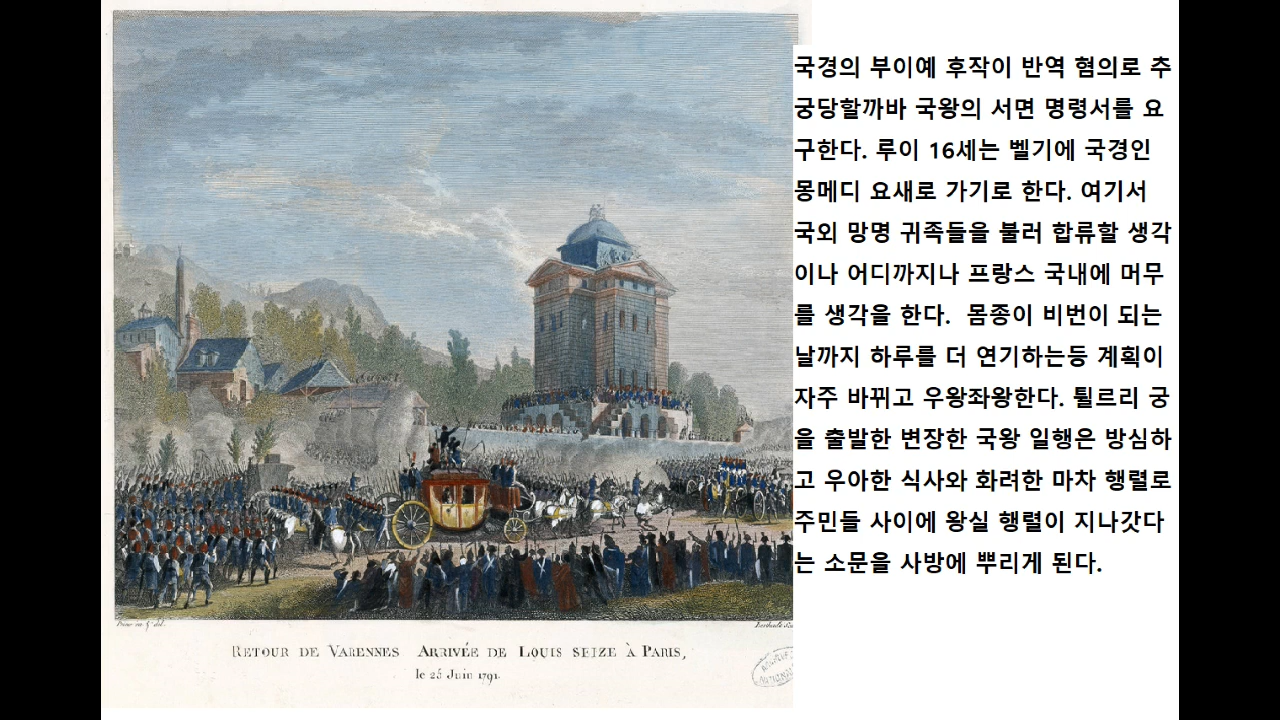 국경의 부이예 후작이 반역 혐의로 추
궁당할까바 국왕의 서면 명령서를 요
구한다. 루이 16세는 벨기에 국경인
몽메디 요새로 가기로 한다. 여기서
국외 망명 귀족들을 불러 합류할 생각
이나 어디까지나 프랑스 국내에 머무
를 생각을 한다.  몸종이 비번이 되는
날까지 하루를 더 연기하는등 계획이
자주 바뀌고 우왕좌왕한다. 튈르리 궁
을 출발한 변장한 국왕 일행은 방심하
고 우아한 식사와 화려한 마차 행렬로
주민들 사이에 왕실 행렬이 지나갓다
는 소문을 사방에 뿌리게 된다.
RETOUR DE VARENNES ARRIVÉE DE LOUIS SEIZE À PARIS,
le 25 Juin 1791.